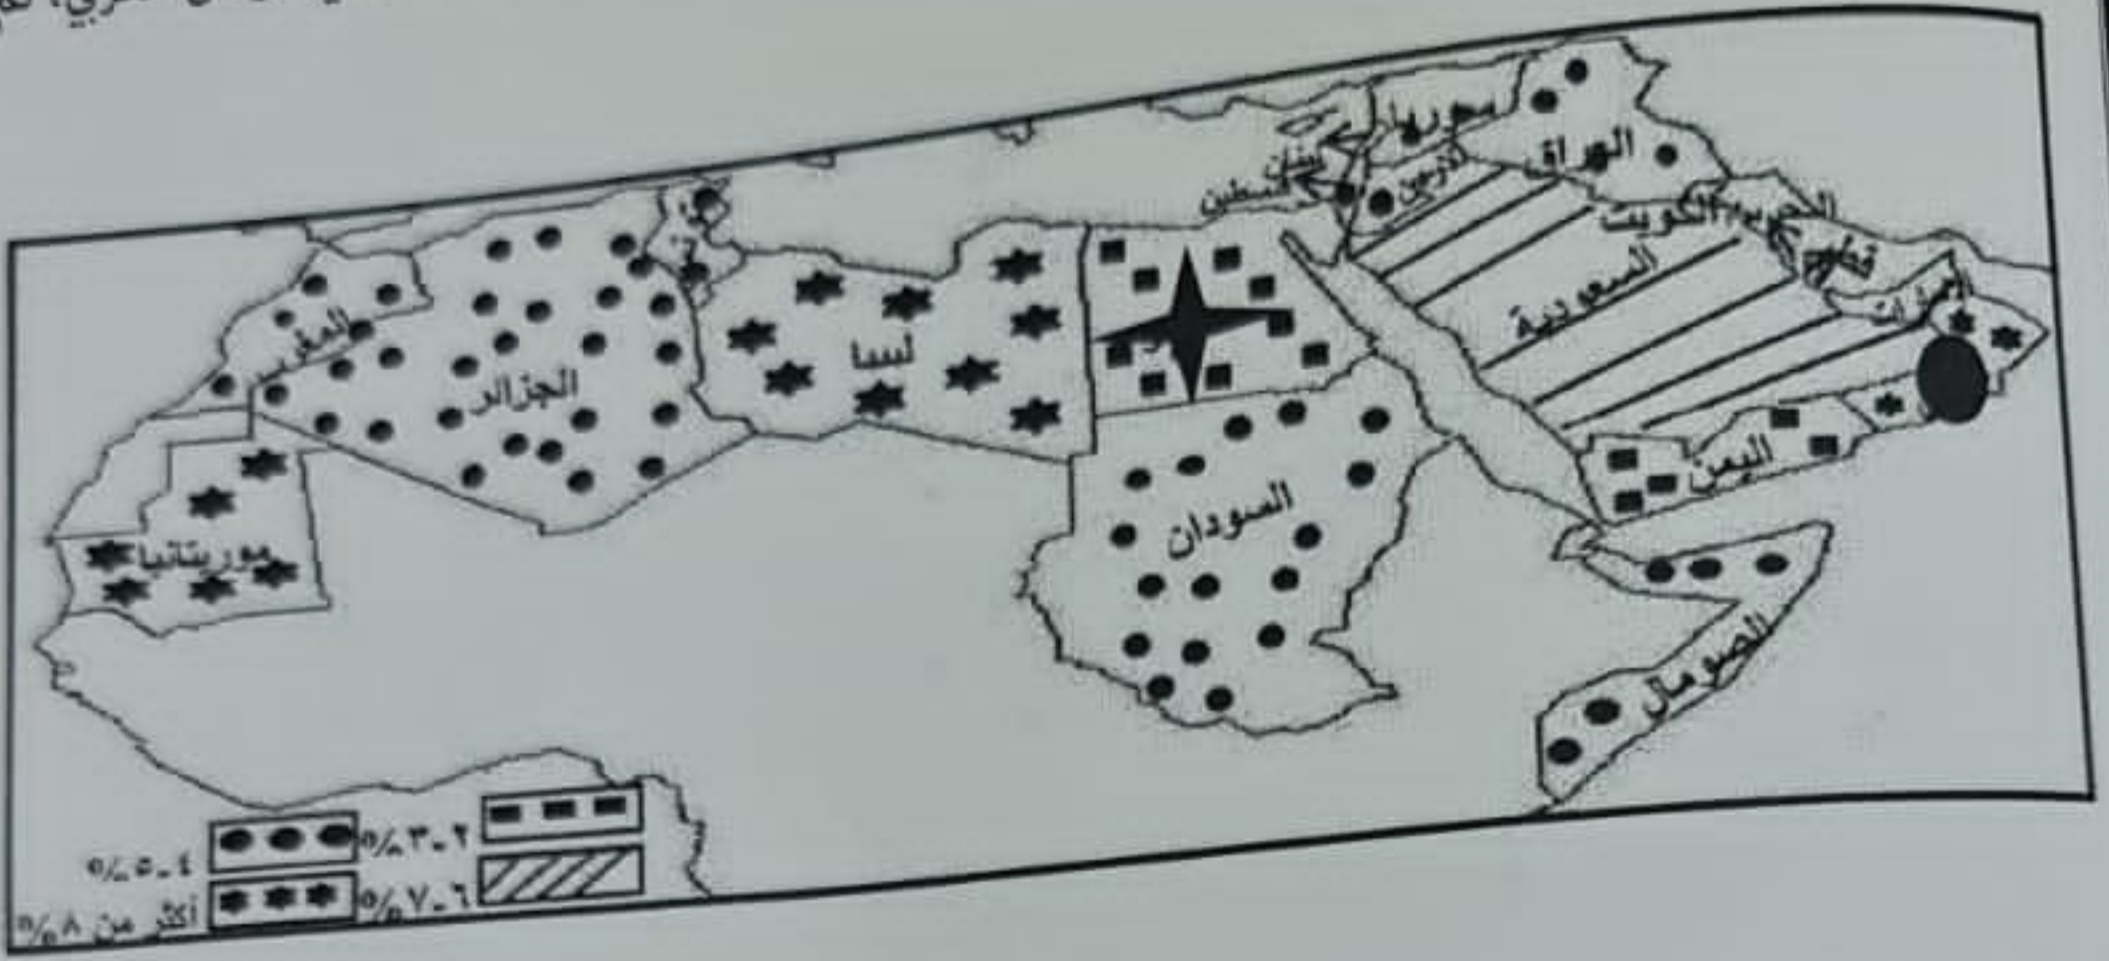 المغرب
الجزائر
موريتانيا
ليبيا
السودان
سوريا
لبنان
فلسطين
الأردن
العراق
الكويت
السعودية
قطر
الإمارات
اليمن
الصومال
٢-٣%
٤-٥%
٦-٧%
أكثر من ٨%